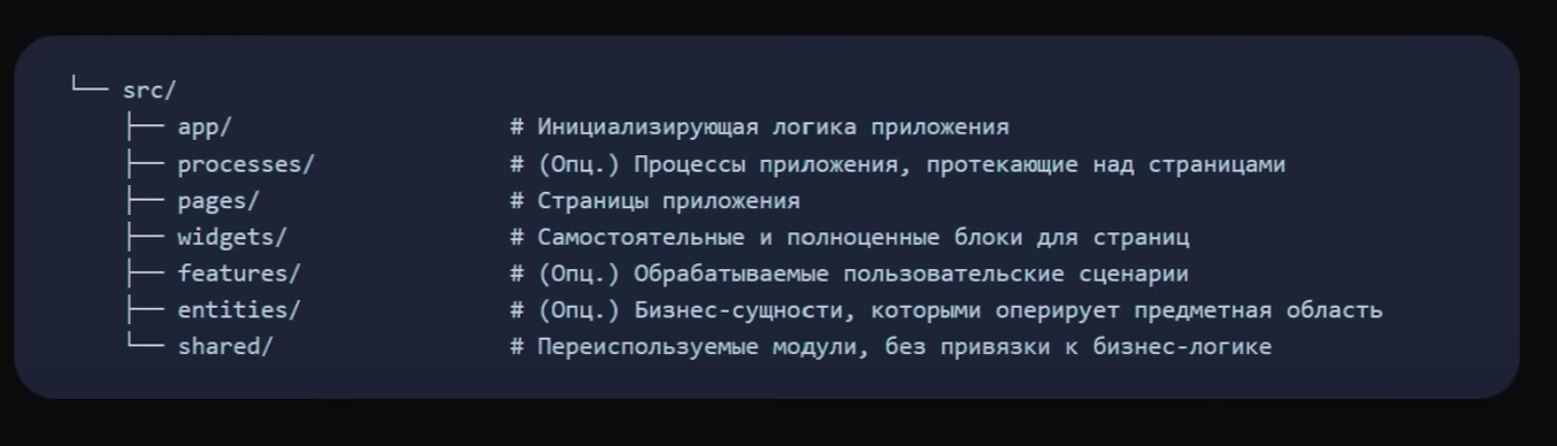 └── src/
    ├── app/                    # Инициализирующая логика приложения
    ├── processes/              # (Опц.) Процессы приложения, протекающие над страницами
    ├── pages/                  # Страницы приложения
    ├── widgets/                # Самостоятельные и полноценные блоки для страниц
    ├── features/               # (Опц.) Обрабатываемые пользовательские сценарии
    ├── entities/               # (Опц.) Бизнес-сущности, которыми оперирует предметная область
    └── shared/                 # Переиспользуемые модули, без привязки к бизнес-логике